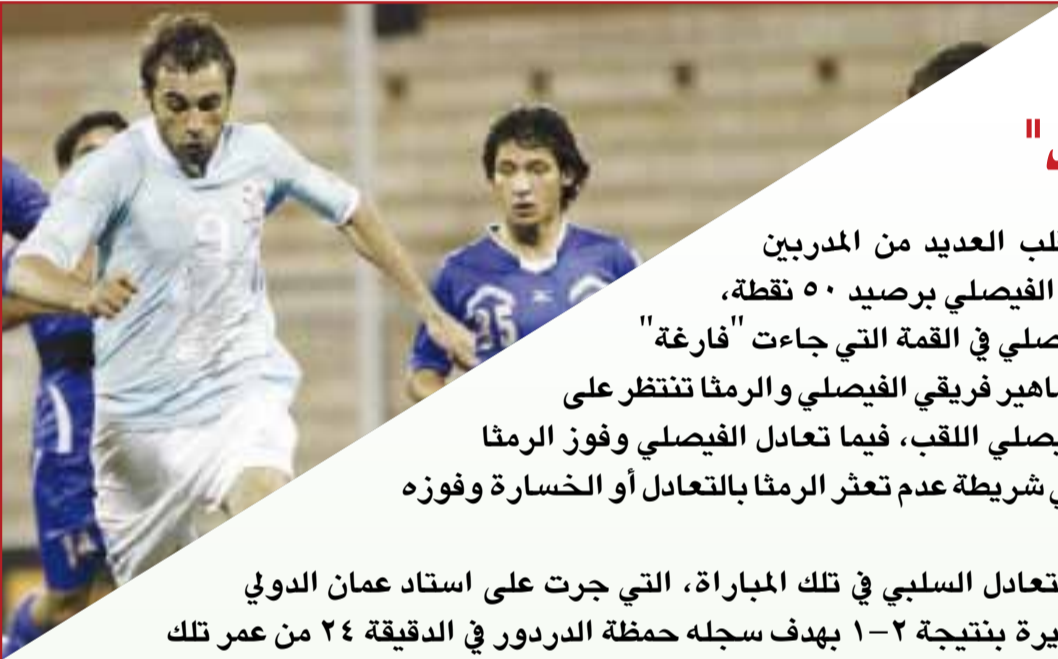 "
لب العديد من المدربين
الفيصلي برصيد ٥٠ نقطة،
صلي في القمة التي جاءت "فارغة"
اهير فريقي الفيصلي والرمثا تنتظر على
يصلي اللقب، فيما تعادل الفيصلي وفوز الرمثا
ي شريطة عدم تعثر الرمثا بالتعادل أو الخسارة وفوزه
تعادل السلبي في تلك المباراة، التي جرت على استاد عمان الدولي
يرة بنتيجة ٢-١ بهدف سجله حمظة الدردور في الدقيقة ٢٤ من عمر تلك
9
25
14